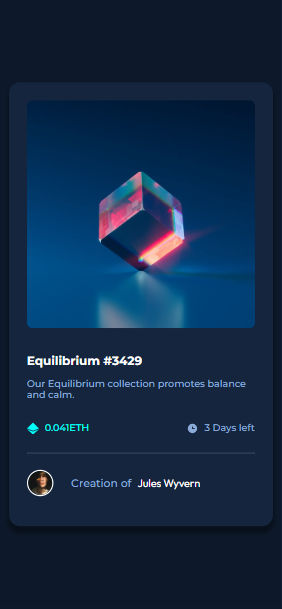 Equilibrium #3429
Our Equilibrium collection promotes balance
and calm.
0.041ETH
3 Days left
Creation of Jules Wyvern